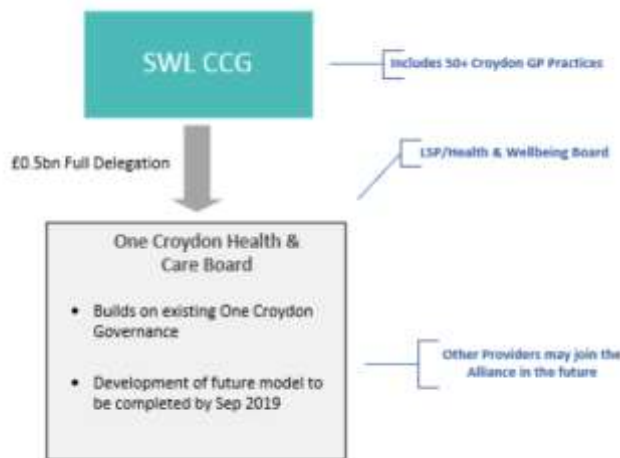 SWL CCG
Includes 50+ Croydon GP Practices
£0.5bn Full Delegation
LSP/Health & Wellbeing Board
One Croydon Health &
Care Board
• Builds on existing One Croydon
Governance
• Development of future model to
be completed by Sep 2019
Other Providers may join the
Alliance in the future